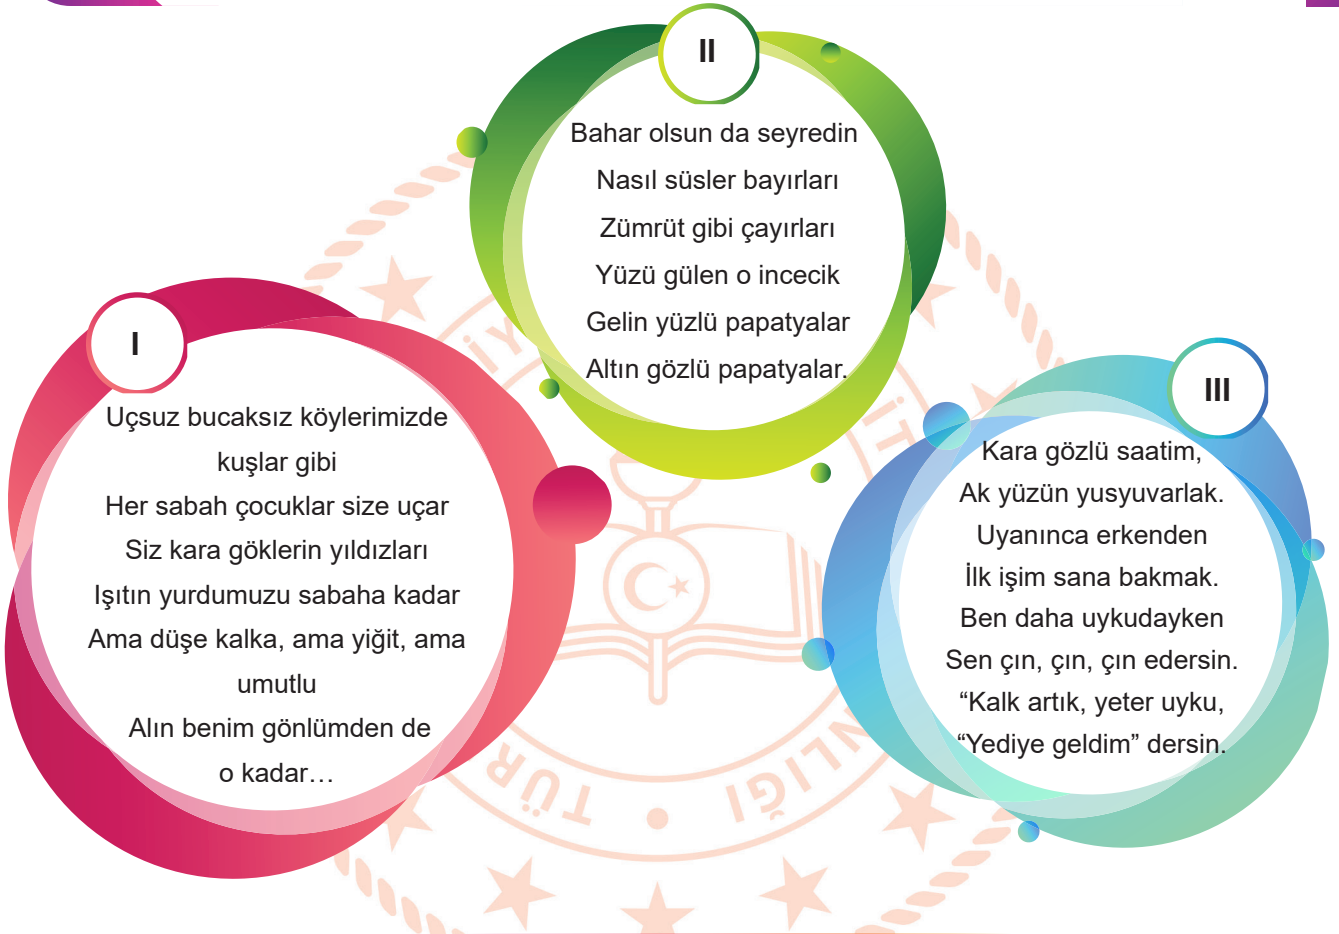 I
Uçsuz bucaksız köylerimizde
kuşlar gibi
Her sabah çocuklar size uçar
Siz kara göklerin yıldızları
Işıtın yurdumuzu sabaha kadar
Ama düşe kalka, ama yiğit, ama
umutlu
Alın benim gönlümden de
o kadar…
II
Bahar olsun da seyredin
Nasıl süsler bayırları
Zümrüt gibi çayırları
Yüzü gülen o incecik
Gelin yüzlü papatyalar
Altın gözlü papatyalar.
III
Kara gözlü saatim,
Ak yüzün yusyuvarlak.
Uyanınca erkenden
İlk işim sana bakmak.
Ben daha uykudayken
Sen çın, çın, çın edersin.
“Kalk artık, yeter uyku,
“Yediye geldim” dersin.